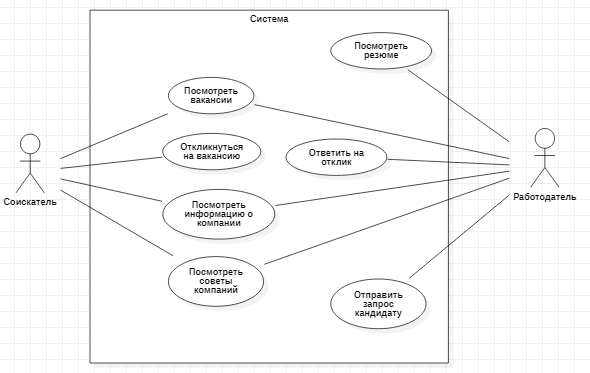 Система
Посмотреть
резюме
Посмотреть
вакансии
Откликнуться
на вакансию
Ответить на
отклик
Соискатель
Работодатель
Посмотреть
информацию о
компании
Посмотреть
советы
компаний
Отправить
запрос
кандидату